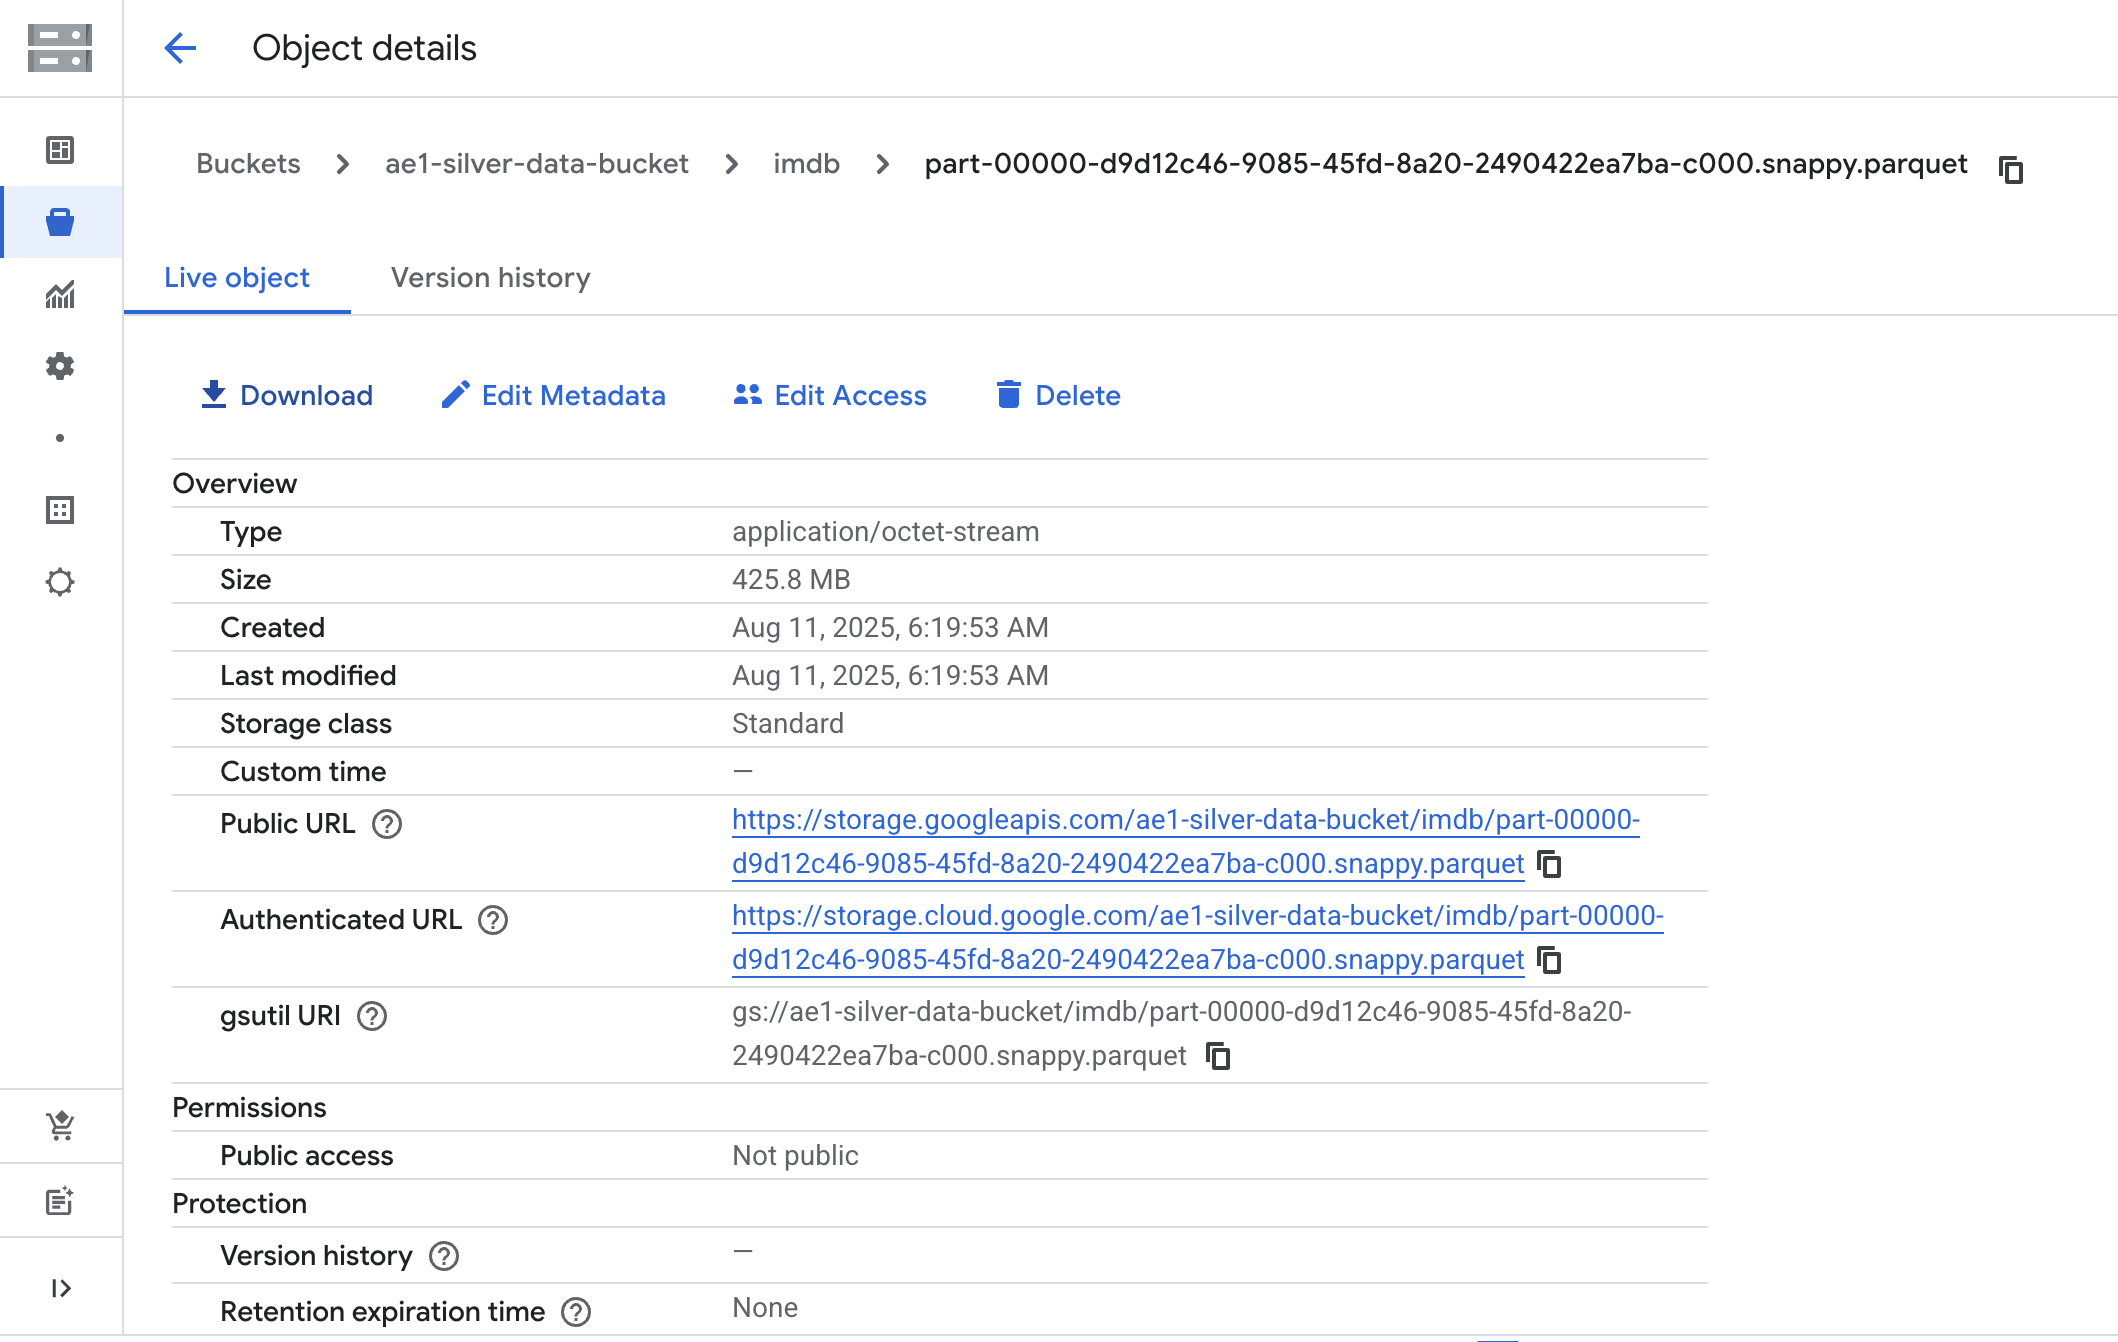 Object details
Buckets > ae1-silver-data-bucket > imdb > part-00000-d9d12c46-9085-45fd-8a20-2490422ea7ba-c000.snappy.parquet
Live object Version history
Download Edit Metadata Edit Access Delete
Overview
Type application/octet-stream
Size 425.8 MB
Created Aug 11, 2025, 6:19:53 AM
Last modified Aug 11, 2025, 6:19:53 AM
Storage class Standard
Custom time —
Public URL https://storage.googleapis.com/ae1-silver-data-bucket/imdb/part-00000-
d9d12c46-9085-45fd-8a20-2490422ea7ba-c000.snappy.parquet
Authenticated URL https://storage.cloud.google.com/ae1-silver-data-bucket/imdb/part-00000-
d9d12c46-9085-45fd-8a20-2490422ea7ba-c000.snappy.parquet
gsutil URI gs://ae1-silver-data-bucket/imdb/part-00000-d9d12c46-9085-45fd-8a20-
2490422ea7ba-c000.snappy.parquet
Permissions
Public access Not public
Protection
Version history —
Retention expiration time None